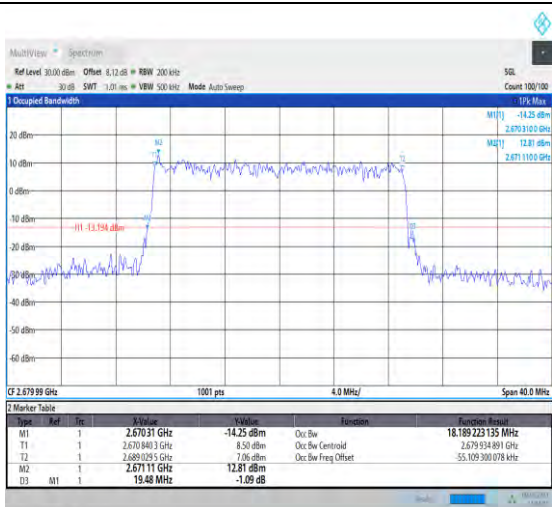 MultiView Spectrum
Ref Level 30.00 dBm Offset 8.12 dB RBW 200 kHz SGL
Att 30 dB SWT 1.01 ms VBW 500 kHz Mode Auto Sweep Count 100/100
1 Occupied Bandwidth 1Pk Max
M1[1] -14.25 dBm
2.670 310 0 GHz
M2[1] 12.81 dBm
2.671 110 0 GHz
20 dBm
M2
10 dBm
0 dBm
-10 dBm
H1 -13.194 dBm
-40 dBm
-50 dBm
-60 dBm
CF 2.679 99 GHz 1001 pts 4.0 MHz/ Span 40.0 MHz
2 Marker Table
Type Ref Trc X-Value Y-Value Function Function Result
M1 1 2.670 31 GHz -14.25 dBm Occ Bw 18.189 223 135 MHz
T1 1 2.670 840 3 GHz 8.50 dBm Occ Bw Centroid 2.679 934 891 GHz
T2 1 2.689 029 5 GHz 7.06 dBm Occ Bw Freq Offset -55.109 300 078 kHz
M2 1 2.671 11 GHz 12.81 dBm
D3 M1 1 19.48 MHz -1.09 dB